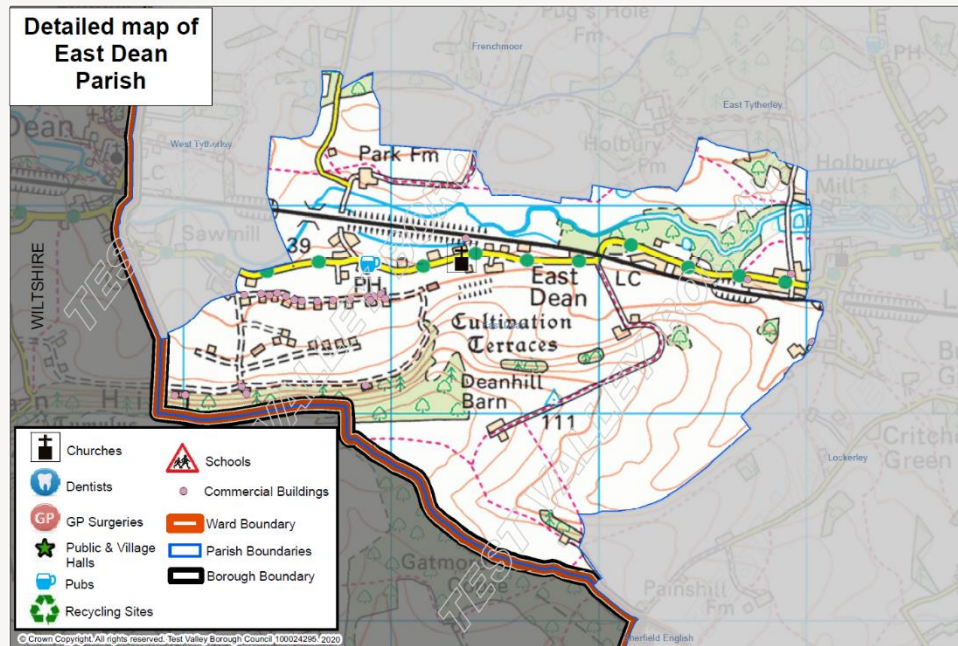 Detailed map of
East Dean
Parish
Pug's Hole
Fm
Frenchmoor
PH
East Tytherley
Dean
West Tytherley
Park Fm
Holbury
Fm
Holbury
Mill
LC
Sawmill
39
PH
East
Dean
LC
WILTSHIRE
Cultivation
Terraces
Deanhill
Barn
111
TEST VALLEY BOROUGH
Critchell
Green
Lockerley
Painshill
Fm
Churches
Dentists
GP
GP Surgeries
Public & Village
Halls
Pubs
Recycling Sites
Schools
Commercial Buildings
Ward Boundary
Parish Boundaries
Borough Boundary
© Crown Copyright. All rights reserved. Test Valley Borough Council 100024295. 2020